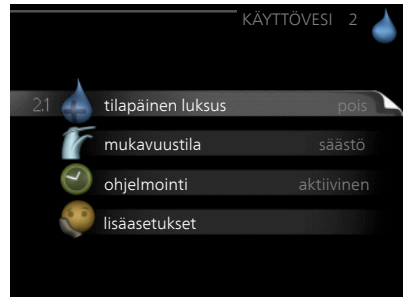 KÄYTTÖVESI 2
2.1 tilapäinen luksus pois
mukavuustila säästö
ohjelmointi aktiivinen
lisäasetukset